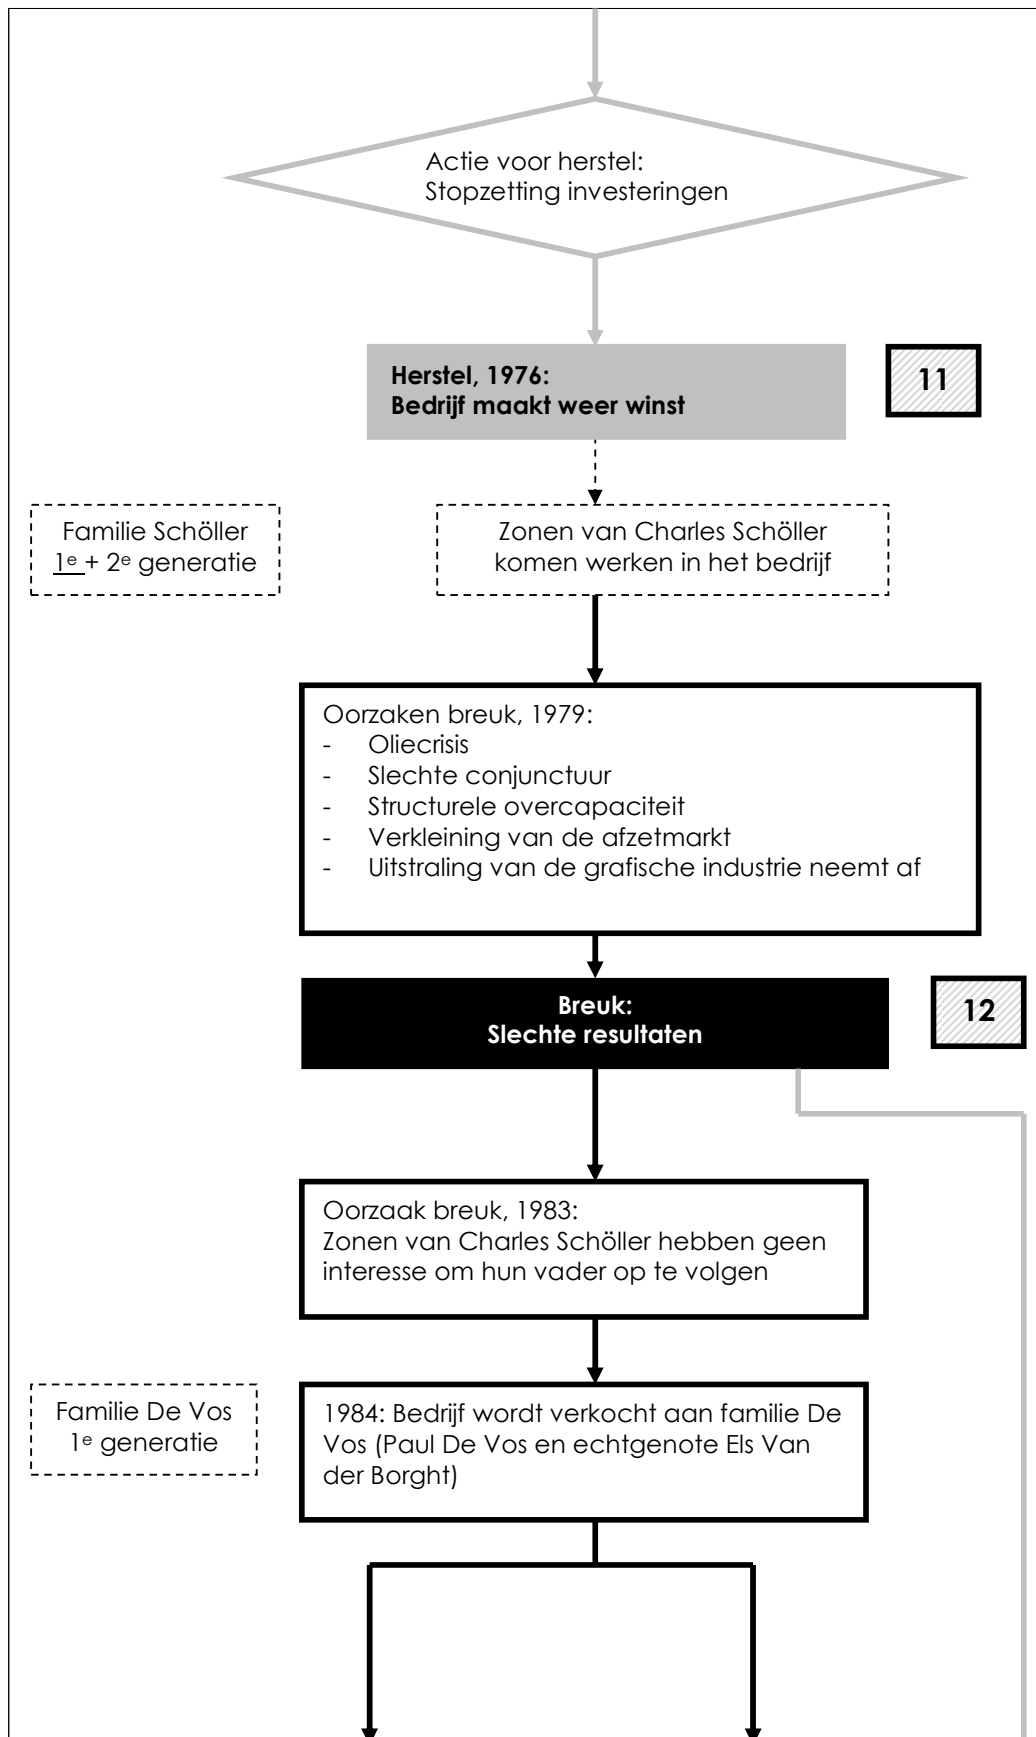 Actie voor herstel:
Stopzetting investeringen
Herstel, 1976:
Bedrijf maakt weer winst
11
Familie Schöller
1e + 2e generatie
Zonen van Charles Schöller
komen werken in het bedrijf
Oorzaken breuk, 1979:
- Oliecrisis
- Slechte conjunctuur
- Structurele overcapaciteit
- Verkleining van de afzetmarkt
- Uitstraling van de grafische industrie neemt af
Breuk:
Slechte resultaten
12
Oorzaak breuk, 1983:
Zonen van Charles Schöller hebben geen
interesse om hun vader op te volgen
Familie De Vos
1e generatie
1984: Bedrijf wordt verkocht aan familie De
Vos (Paul De Vos en echtgenote Els Van
der Borght)